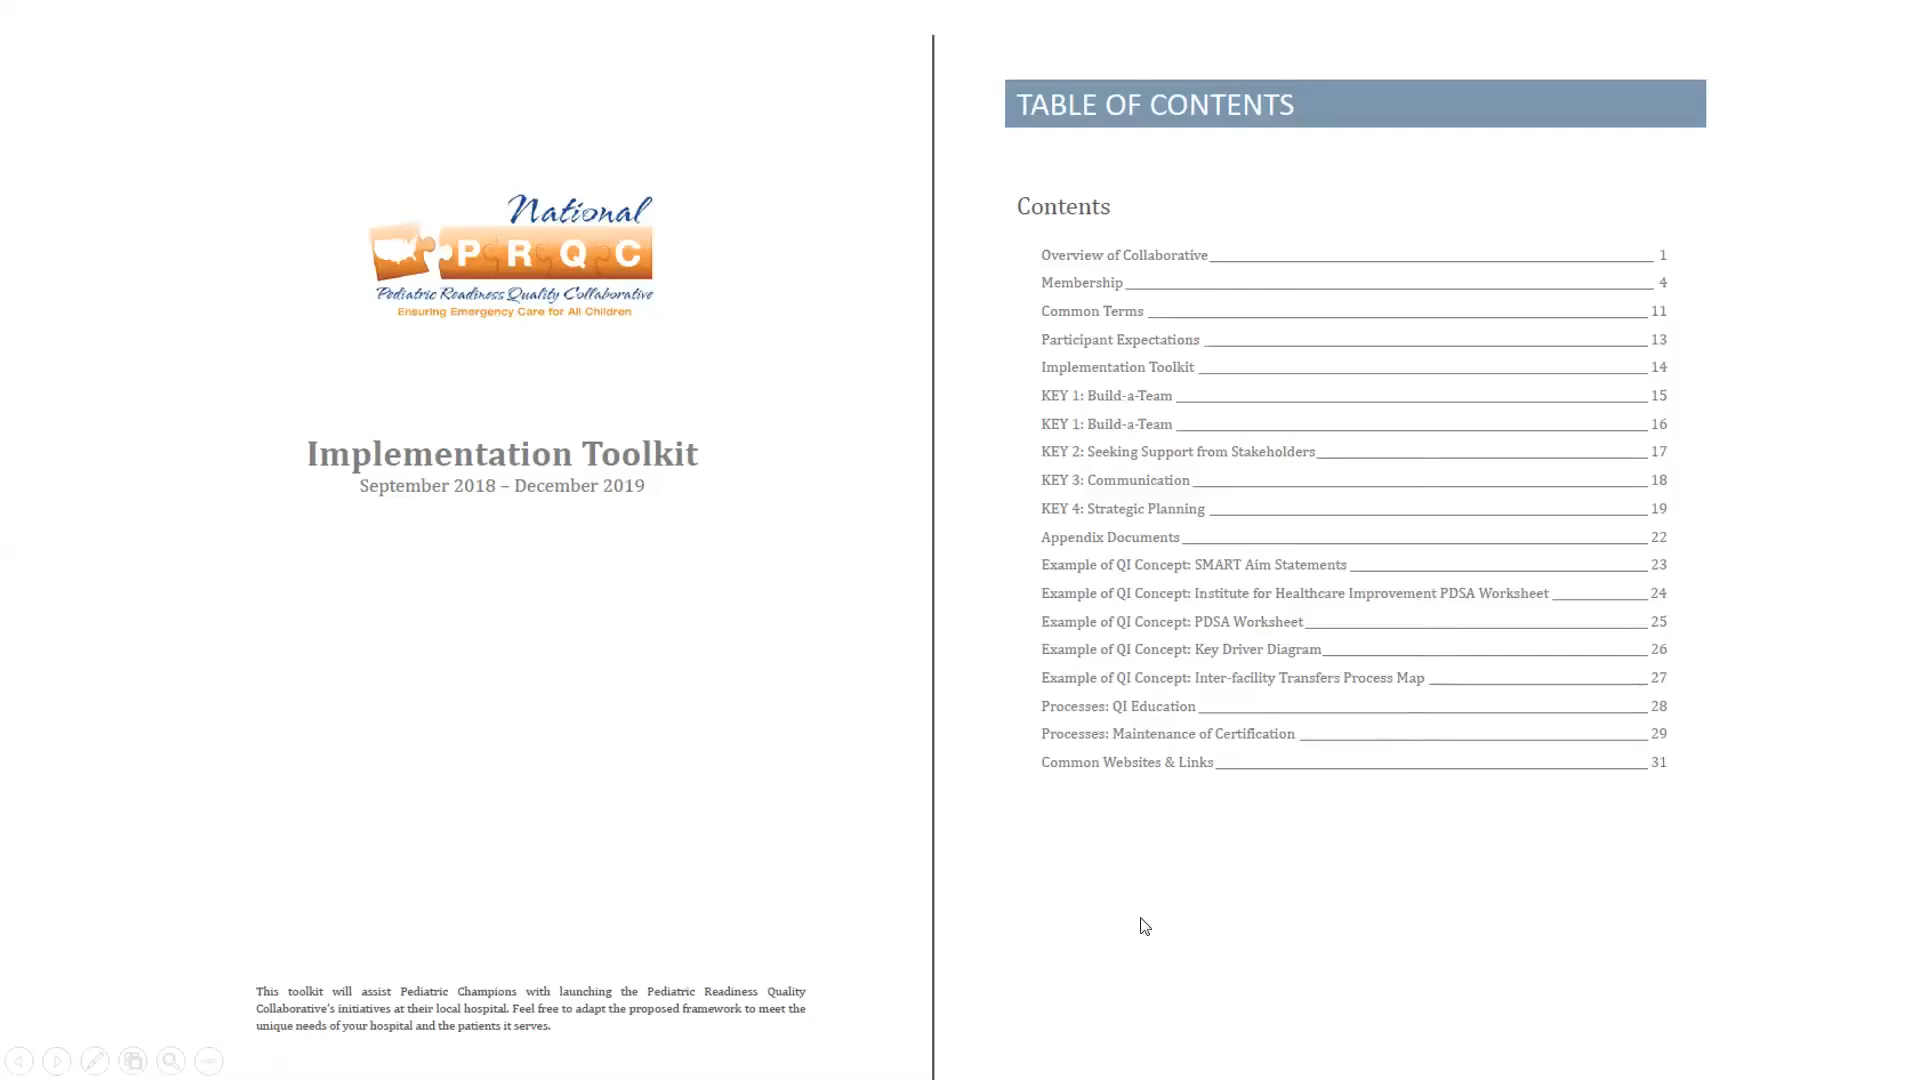 National
P R Q C
Pediatric Readiness Quality Collaborative
Ensuring Emergency Care for All Children
Implementation Toolkit
September 2018 – December 2019
This toolkit will assist Pediatric Champions with launching the Pediatric Readiness Quality
Collaborative's initiatives at their local hospital. Feel free to adapt the proposed framework to meet the
unique needs of your hospital and the patients it serves.
TABLE OF CONTENTS
Contents
Overview of Collaborative 1
Membership 4
Common Terms 11
Participant Expectations 13
Implementation Toolkit 14
KEY 1: Build-a-Team 15
KEY 1: Build-a-Team 16
KEY 2: Seeking Support from Stakeholders 17
KEY 3: Communication 18
KEY 4: Strategic Planning 19
Appendix Documents 22
Example of QI Concept: SMART Aim Statements 23
Example of QI Concept: Institute for Healthcare Improvement PDSA Worksheet 24
Example of QI Concept: PDSA Worksheet 25
Example of QI Concept: Key Driver Diagram 26
Example of QI Concept: Inter-facility Transfers Process Map 27
Processes: QI Education 28
Processes: Maintenance of Certification 29
Common Websites & Links 31